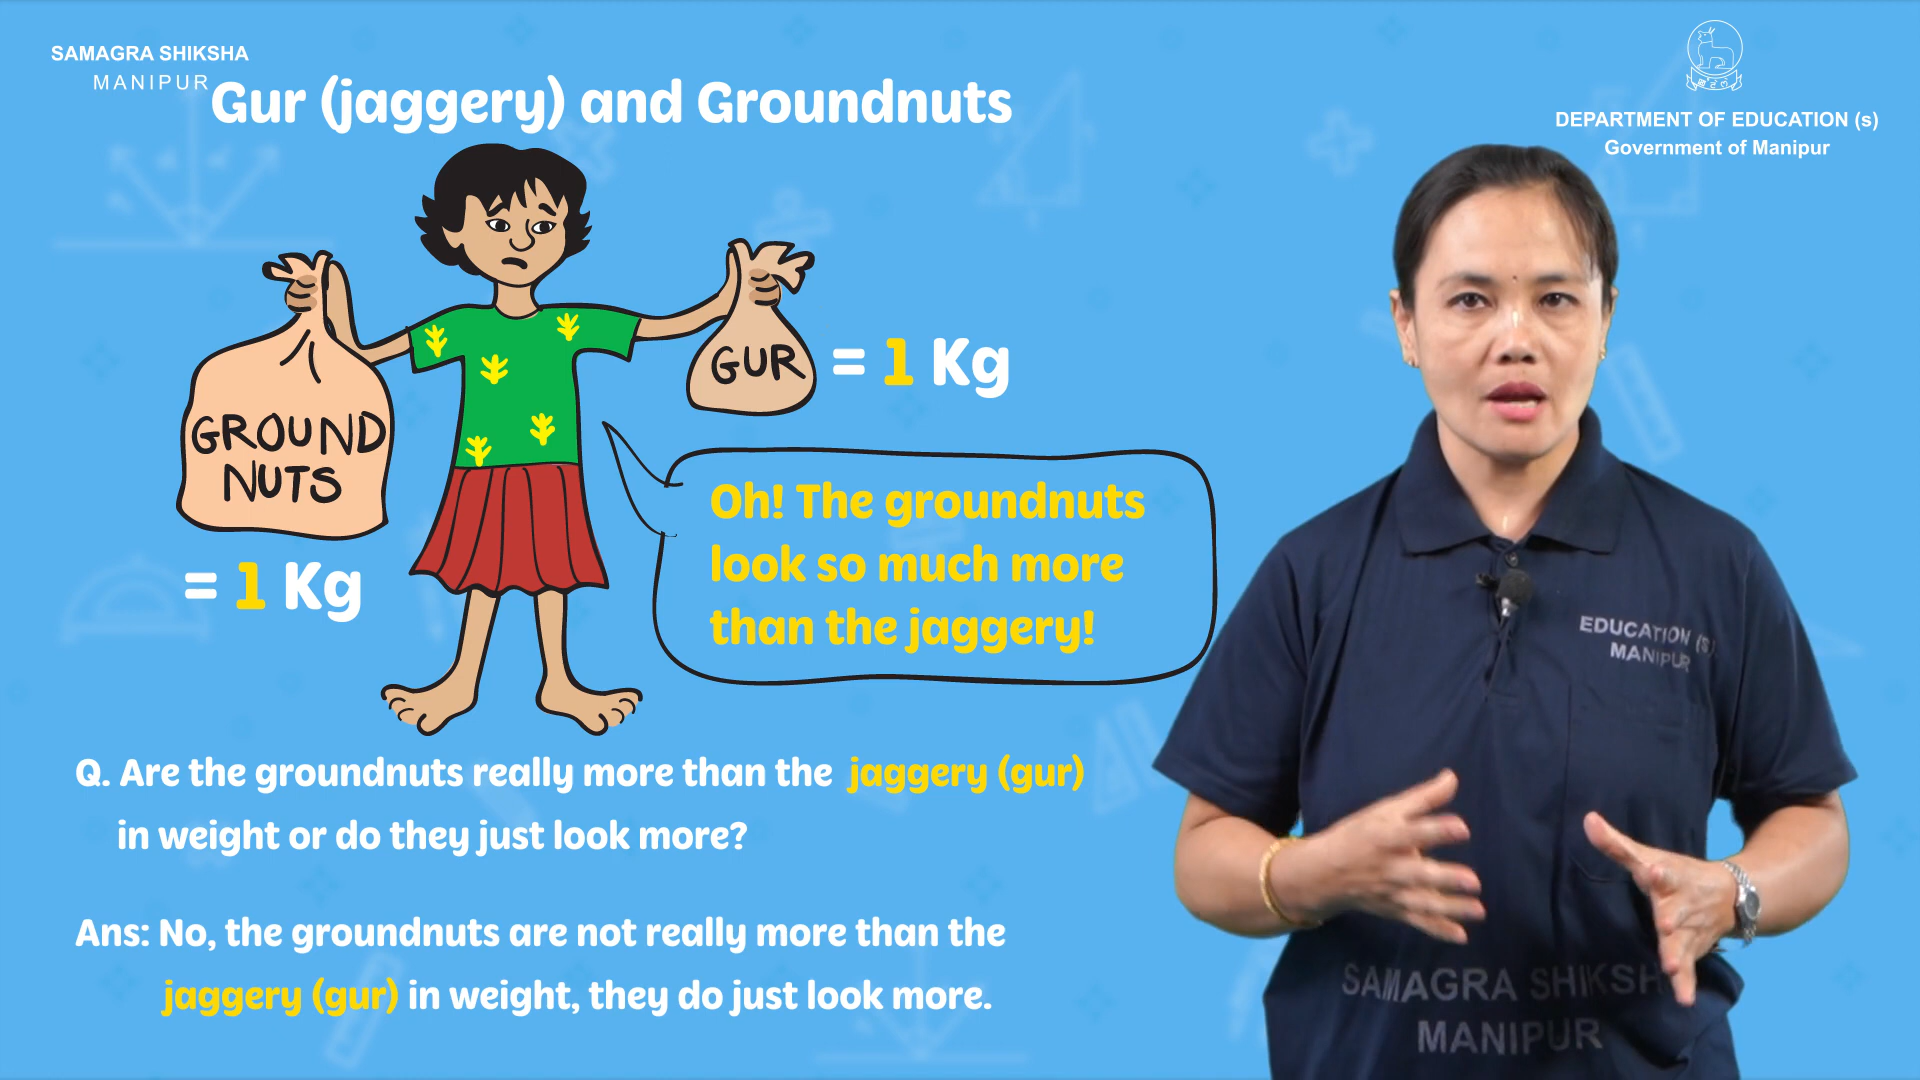 SAMAGRA SHIKSHA
MANIPUR
Gur (jaggery) and Groundnuts
DEPARTMENT OF EDUCATION (s)
Government of Manipur
GUR = 1 Kg
GROUND
NUTS
= 1 Kg
Oh! The groundnuts
look so much more
than the jaggery!
EDUCATION (S)
MANIPUR
Q. Are the groundnuts really more than the jaggery (gur)
in weight or do they just look more?
Ans: No, the groundnuts are not really more than the
jaggery (gur) in weight, they do just look more.
SAMAGRA SHIKSHA
MANIPUR